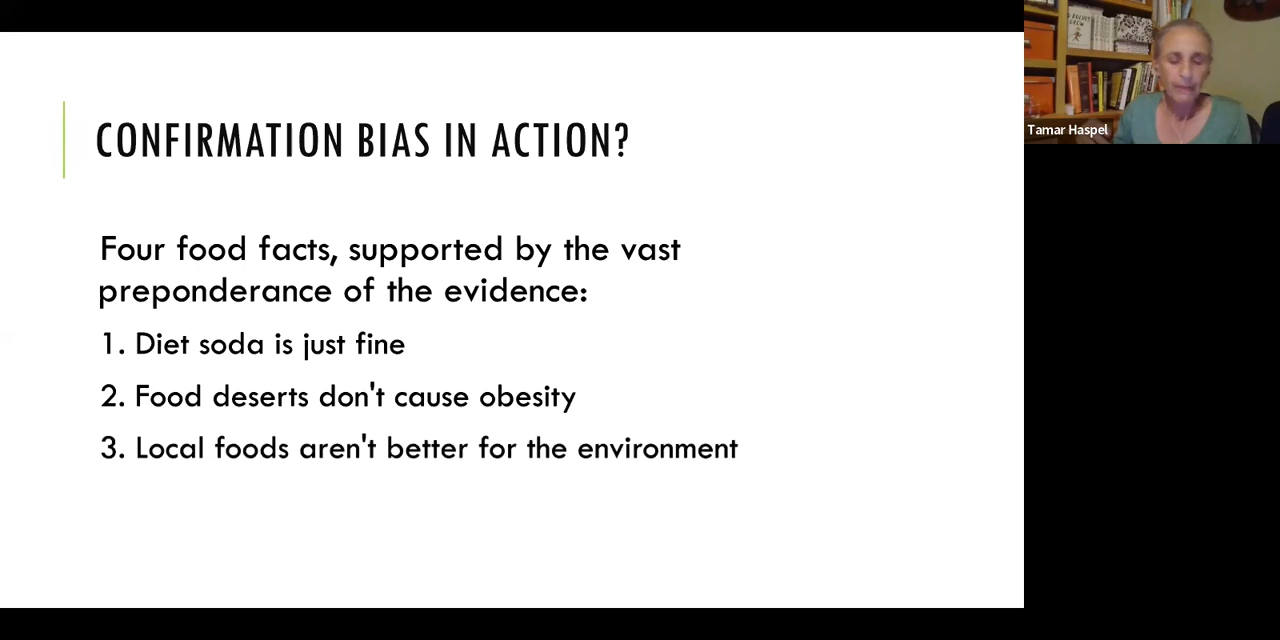 CONFIRMATION BIAS IN ACTION?
Four food facts, supported by the vast
preponderance of the evidence:
1. Diet soda is just fine
2. Food deserts don't cause obesity
3. Local foods aren't better for the environment
Tamar Haspel